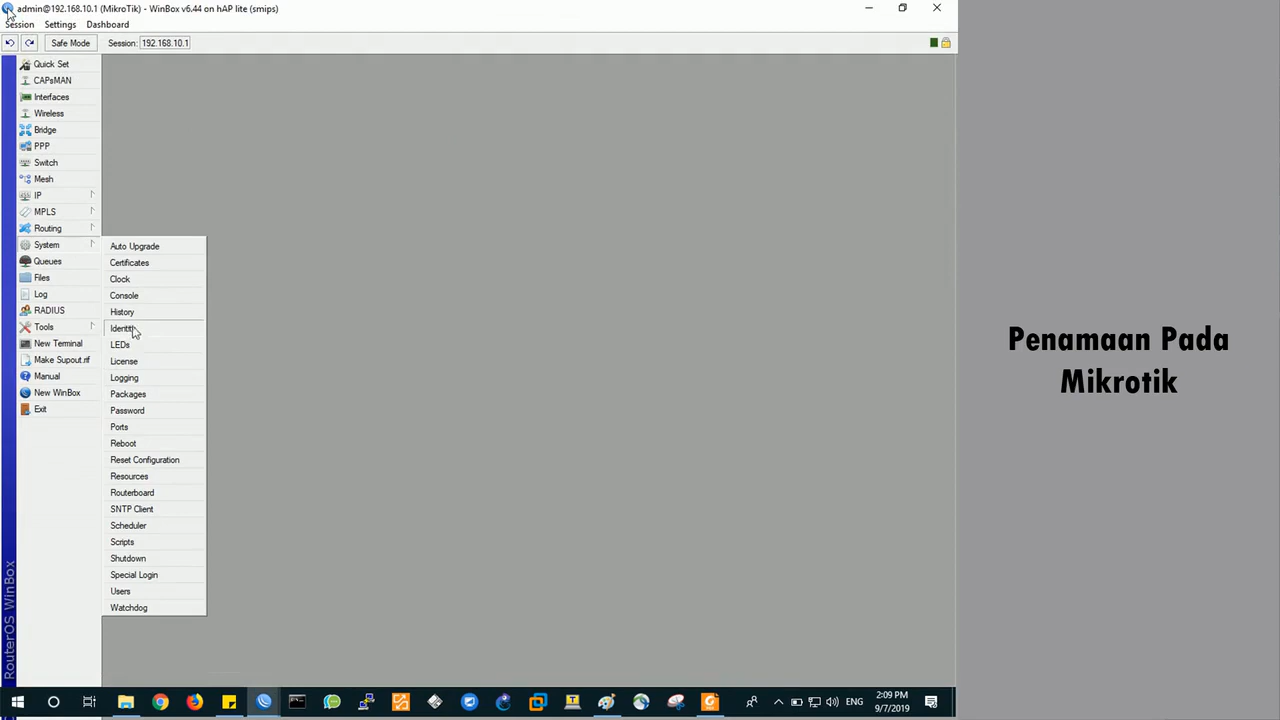 admin@192.168.10.1 (MikroTik) - WinBox v6.44 on hAP lite (smips)
Session Settings Dashboard
Safe Mode Session: 192.168.10.1
Quick Set
CAPsMAN
Interfaces
Wireless
Bridge
PPP
Switch
Mesh
IP
MPLS
Routing
System
Queues
Files
Log
RADIUS
Tools
New Terminal
Make Supout.rif
Manual
New WinBox
Exit
Auto Upgrade
Certificates
Clock
Console
History
Identity
LEDs
License
Logging
Packages
Password
Ports
Reboot
Reset Configuration
Resources
Routerboard
SNTP Client
Scheduler
Scripts
Shutdown
Special Login
Users
Watchdog
RouterOS WinBox
Penamaan Pada
Mikrotik
ENG
2:09 PM
9/7/2019